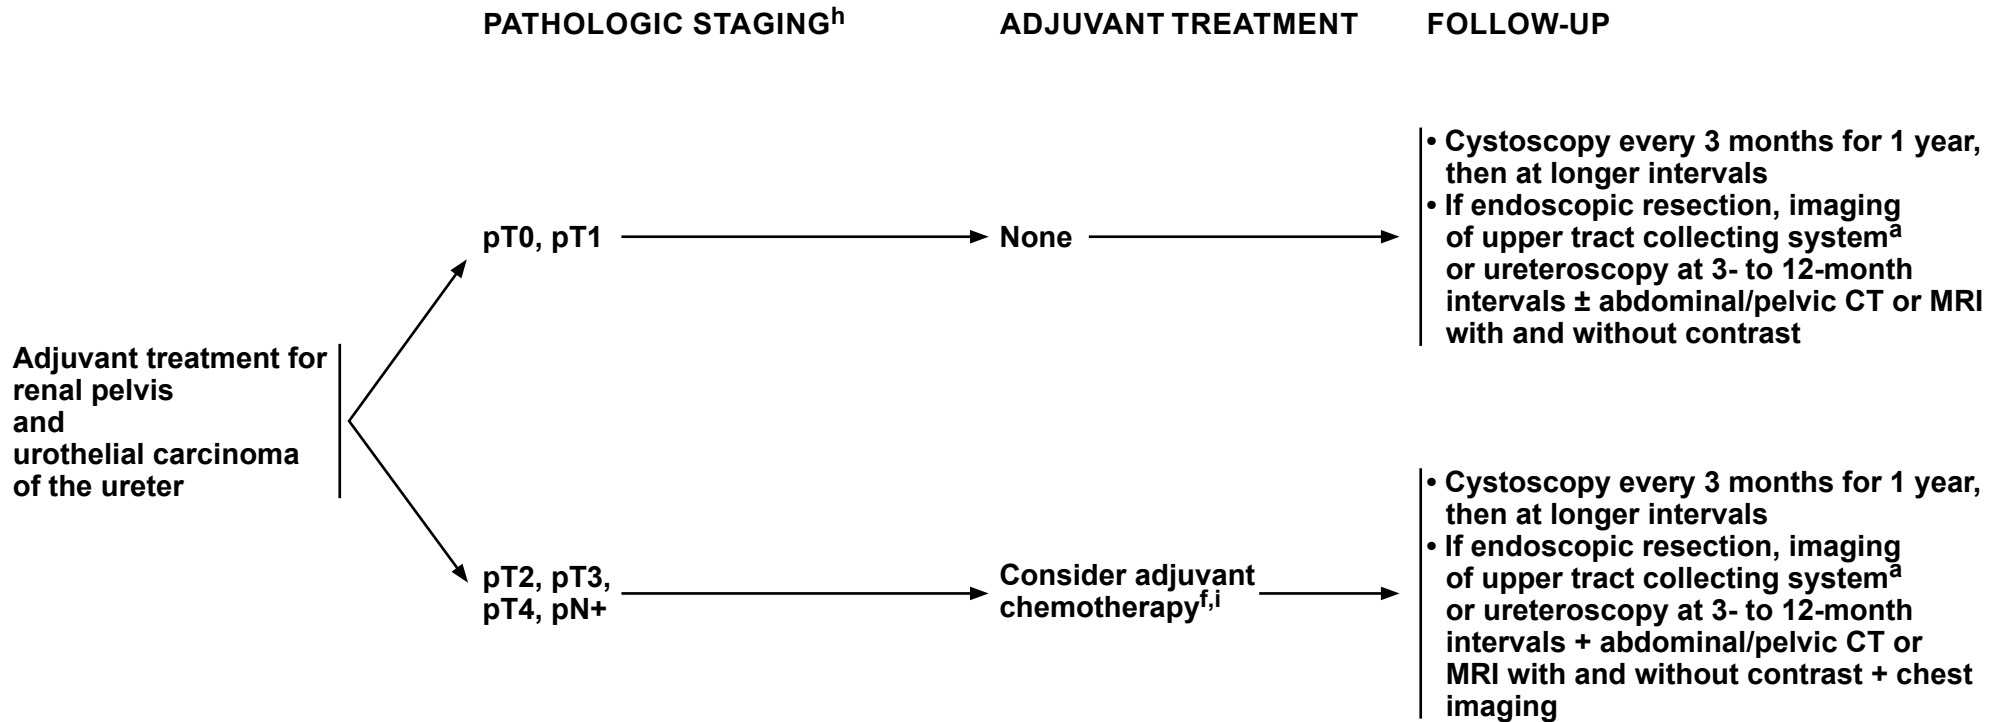 PATHOLOGIC STAGINGh
ADJUVANT TREATMENT
FOLLOW-UP
Adjuvant treatment for
renal pelvis
and
urothelial carcinoma
of the ureter
pT0, pT1
None
• Cystoscopy every 3 months for 1 year,
then at longer intervals
• If endoscopic resection, imaging
of upper tract collecting systema
or ureteroscopy at 3- to 12-month
intervals ± abdominal/pelvic CT or MRI
with and without contrast
pT2, pT3,
pT4, pN+
Consider adjuvant
chemotherapyf,i
• Cystoscopy every 3 months for 1 year,
then at longer intervals
• If endoscopic resection, imaging
of upper tract collecting systema
or ureteroscopy at 3- to 12-month
intervals + abdominal/pelvic CT or
MRI with and without contrast + chest
imaging